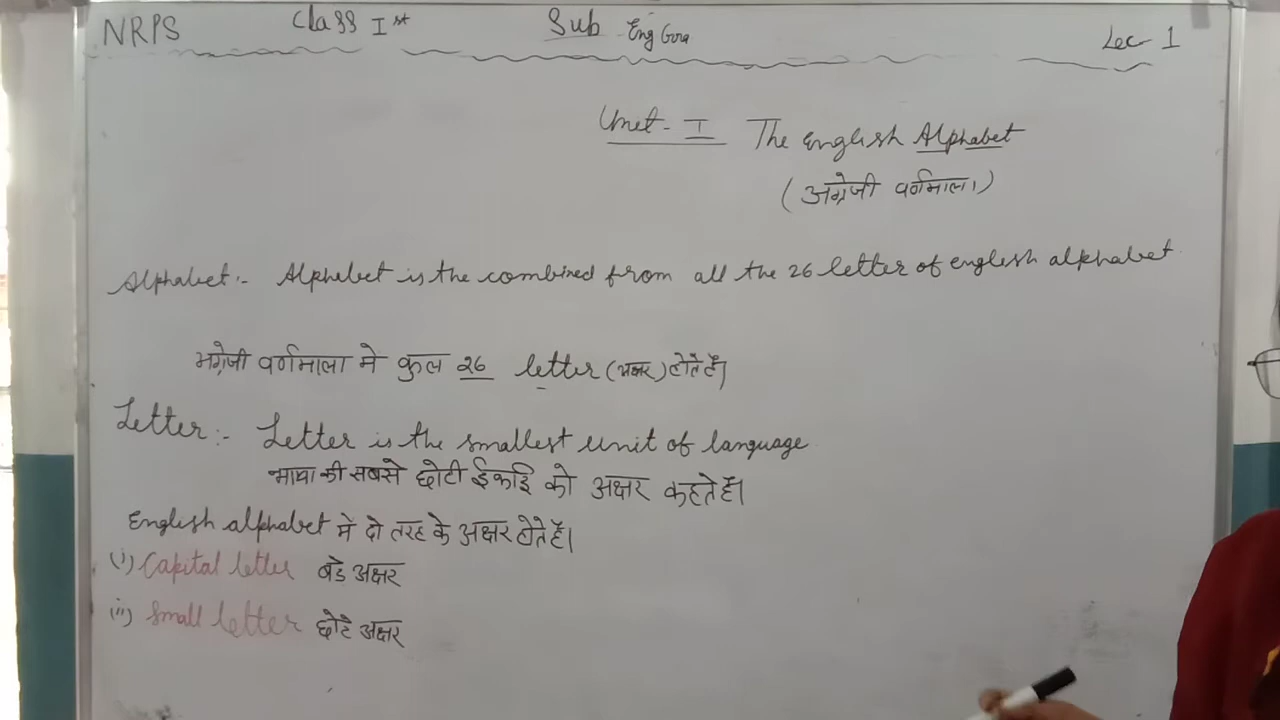 NRPS Class Ist Sub Eng Gra Lec 1
Unit - I The English Alphabet
(अंग्रेजी वर्णमाला)
Alphabet:- Alphabet is the combined from all the 26 letter of english alphabet
अग्रेजी वर्णमाला मे कुल 26 letter (अक्षर) होते हैं।
Letter:- Letter is the smallest unit of language
भाषा की सबसे छोटी ईकाई को अक्षर कहते हैं।
English alphabet में दो तरह के अक्षर होते हैं।
(i) Capital letter बडे अक्षर
(ii) Small letter छोटे अक्षर